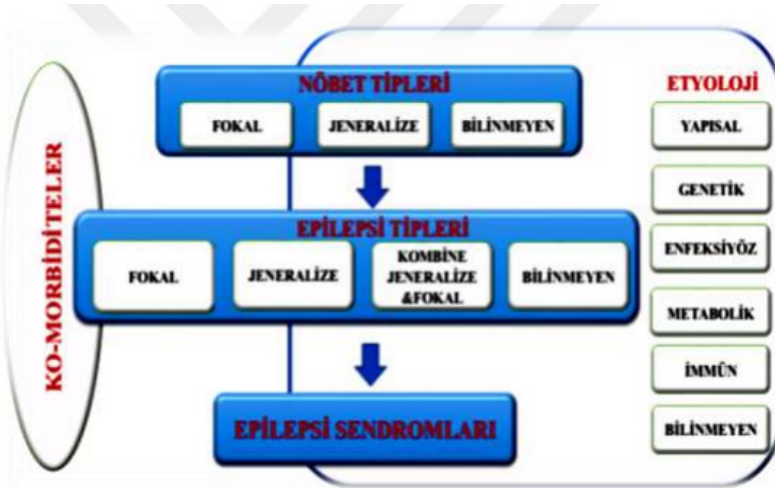 KO-MORBİDİTELER
NÖBET TİPLERİ
FOKAL
JENERALİZE
BİLİNMEYEN
EPİLEPSİ TİPLERİ
FOKAL
JENERALİZE
KOMBİNE
JENERALİZE
&FOKAL
BİLİNMEYEN
EPİLEPSİ SENDROMLARI
ETYOLOJİ
YAPISAL
GENETİK
ENFEKSİYÖZ
METABOLİK
İMMÜN
BİLİNMEYEN